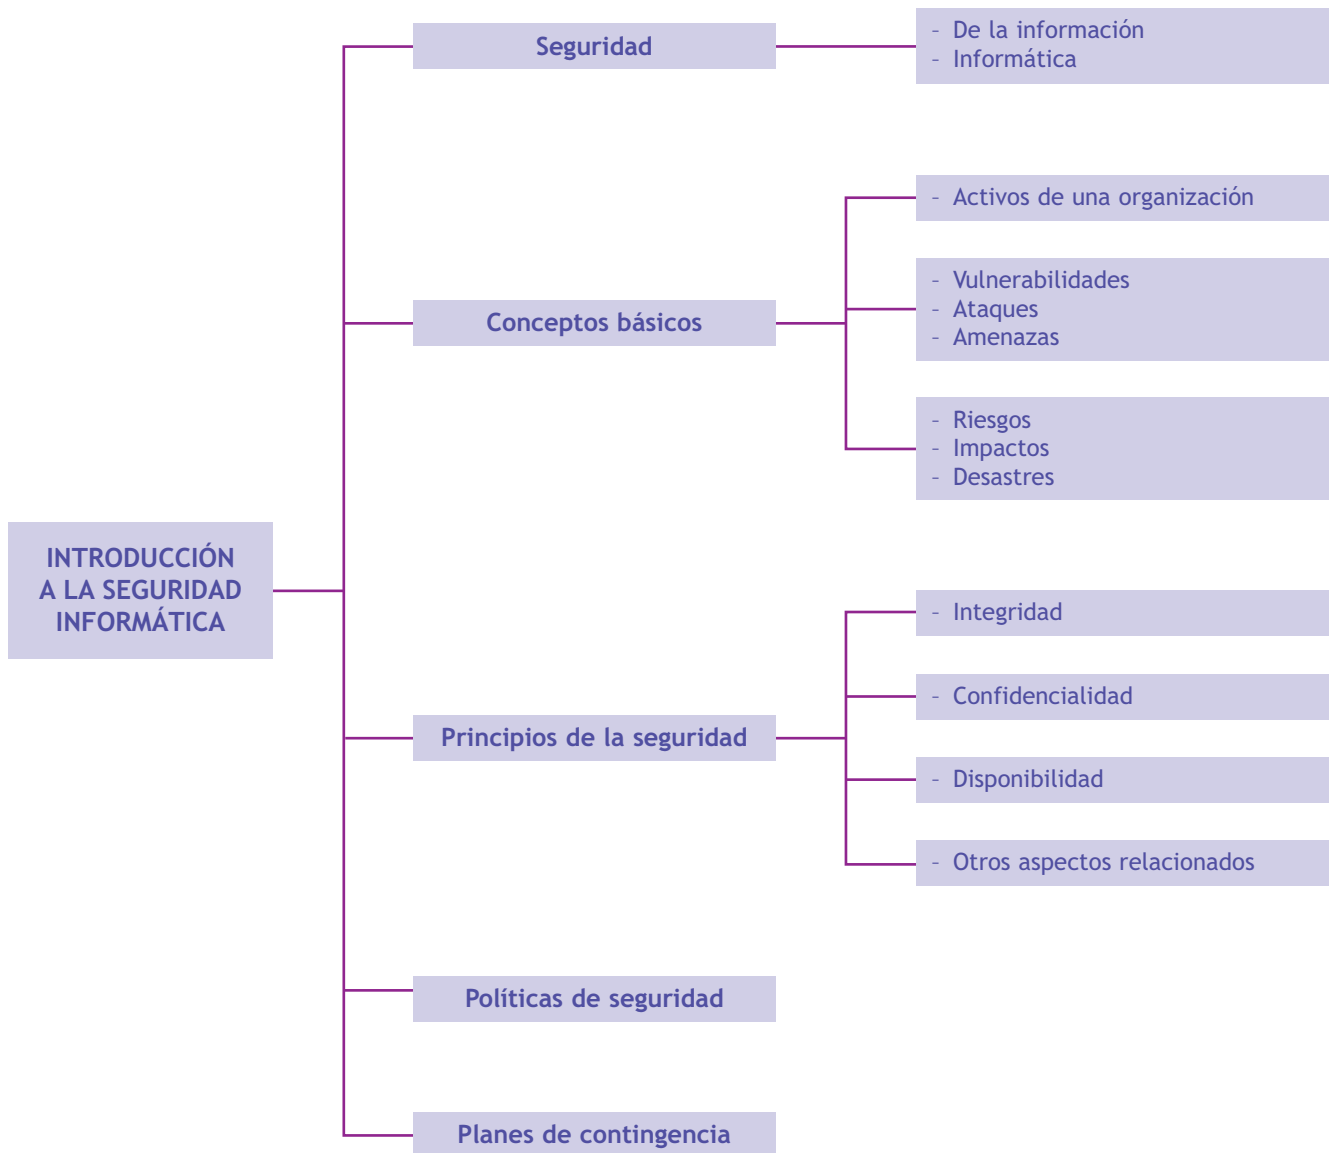 INTRODUCCIÓN
A LA SEGURIDAD
INFORMÁTICA
Seguridad
- De la información
- Informática
Conceptos básicos
- Activos de una organización
- Vulnerabilidades
- Ataques
- Amenazas
- Riesgos
- Impactos
- Desastres
Principios de la seguridad
- Integridad
- Confidencialidad
- Disponibilidad
- Otros aspectos relacionados
Políticas de seguridad
Planes de contingencia